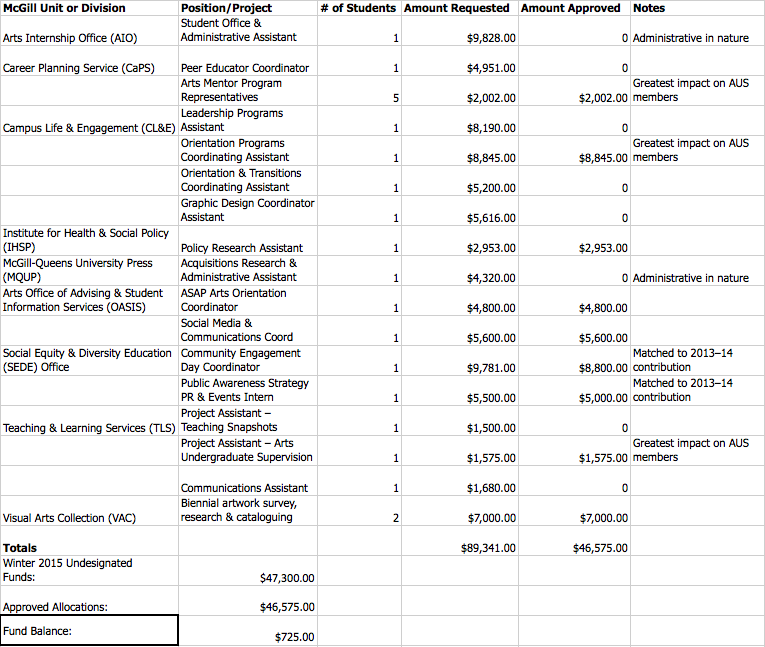 McGill Unit or Division Position/Project # of Students Amount Requested Amount Approved Notes
Student Office &
Arts Internship Office (AIO) Administrative Assistant 1 $9,828.00 0 Administrative in nature
Career Planning Service (CaPS) Peer Educator Coordinator 1 $4,951.00 0
Arts Mentor Program Greatest impact on AUS
Representatives 5 $2,002.00 $2,002.00 members
Leadership Programs
Campus Life & Engagement (CL&E) Assistant 1 $8,190.00 0
Orientation Programs Greatest impact on AUS
Coordinating Assistant 1 $8,845.00 $8,845.00 members
Orientation & Transitions
Coordinating Assistant 1 $5,200.00 0
Graphic Design Coordinator
Assistant 1 $5,616.00 0
Institute for Health & Social Policy
(IHSP) Policy Research Assistant 1 $2,953.00 $2,953.00
McGill-Queens University Press Acquisitions Research &
(MQUP) Administrative Assistant 1 $4,320.00 0 Administrative in nature
Arts Office of Advising & Student ASAP Arts Orientation
Information Services (OASIS) Coordinator 1 $4,800.00 $4,800.00
Social Media &
Communications Coord 1 $5,600.00 $5,600.00
Social Equity & Diversity Education Community Engagement Matched to 2013–14
(SEDE) Office Day Coordinator 1 $9,781.00 $8,800.00 contribution
Public Awareness Strategy Matched to 2013–14
PR & Events Intern 1 $5,500.00 $5,000.00 contribution
Project Assistant –
Teaching & Learning Services (TLS) Teaching Snapshots 1 $1,500.00 0
Project Assistant – Arts Greatest impact on AUS
Undergraduate Supervision 1 $1,575.00 $1,575.00 members
Communications Assistant 1 $1,680.00 0
Biennial artwork survey,
Visual Arts Collection (VAC) research & cataloguing 2 $7,000.00 $7,000.00
Totals $89,341.00 $46,575.00
Winter 2015 Undesignated
Funds: $47,300.00
Approved Allocations: $46,575.00
Fund Balance: $725.00